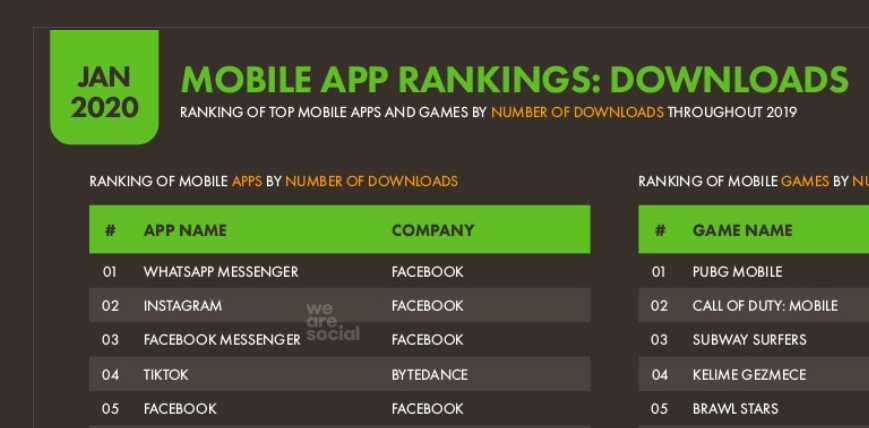 JAN
2020
MOBILE APP RANKINGS: DOWNLOADS
RANKING OF TOP MOBILE APPS AND GAMES BY NUMBER OF DOWNLOADS THROUGHOUT 2019
RANKING OF MOBILE APPS BY NUMBER OF DOWNLOADS
# APP NAME COMPANY
01 WHATSAPP MESSENGER FACEBOOK
02 INSTAGRAM FACEBOOK
03 FACEBOOK MESSENGER FACEBOOK
04 TIKTOK BYTEDANCE
05 FACEBOOK FACEBOOK
we
are
social
RANKING OF MOBILE GAMES BY
# GAME NAME
01 PUBG MOBILE
02 CALL OF DUTY: MOBILE
03 SUBWAY SURFERS
04 KELIME GEZMECE
05 BRAWL STARS